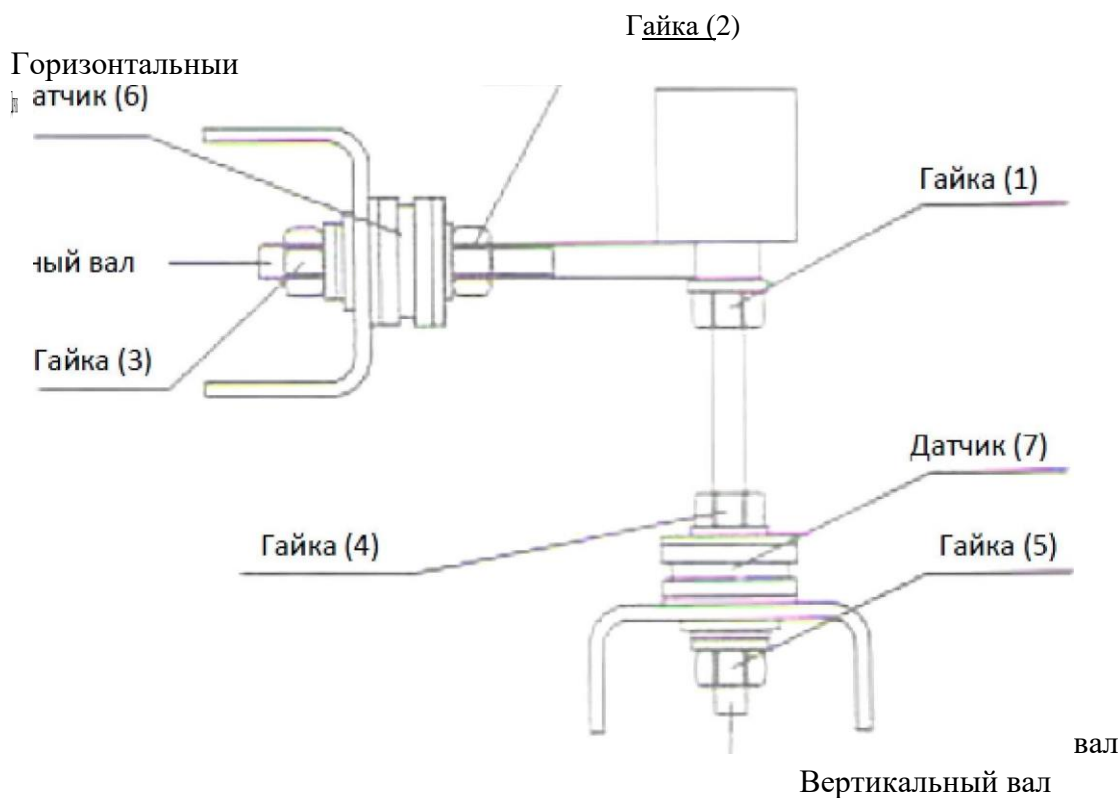 Гайка (2)
Горизонтальныи
атчик (6)
Гайка (1)
ный вал
Гайка (3)
Датчик (7)
Гайка (4)
Гайка (5)
вал
Вертикальный вал